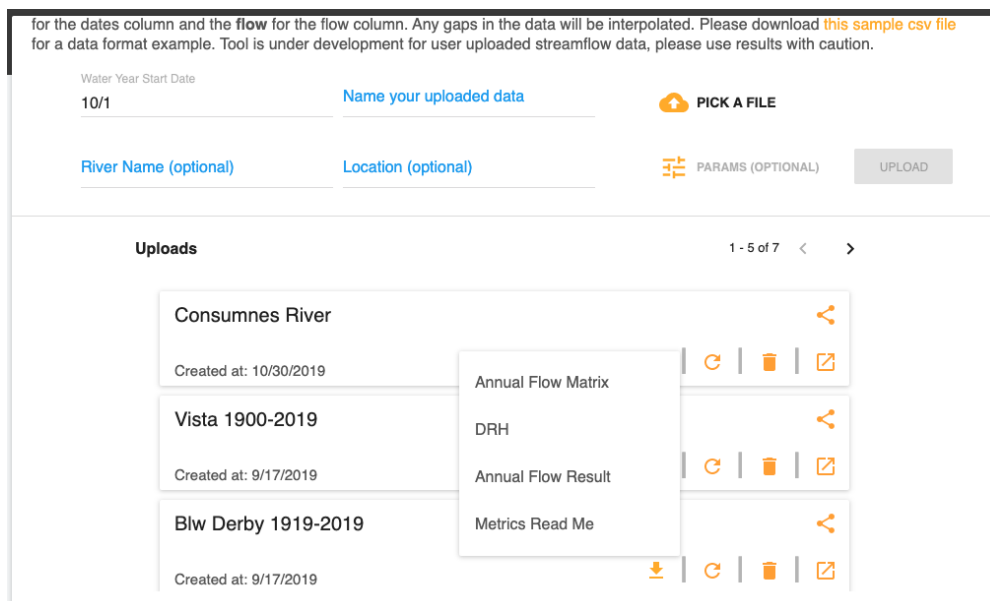 for the dates column and the flow for the flow column. Any gaps in the data will be interpolated. Please download this sample csv file
for a data format example. Tool is under development for user uploaded streamflow data, please use results with caution.
Water Year Start Date
10/1
Name your uploaded data
PICK A FILE
River Name (optional)
Location (optional)
PARAMS (OPTIONAL)
UPLOAD
Uploads
1 - 5 of 7
Consumnes River
Created at: 10/30/2019
Annual Flow Matrix
DRH
Annual Flow Result
Metrics Read Me
Vista 1900-2019
Created at: 9/17/2019
Blw Derby 1919-2019
Created at: 9/17/2019